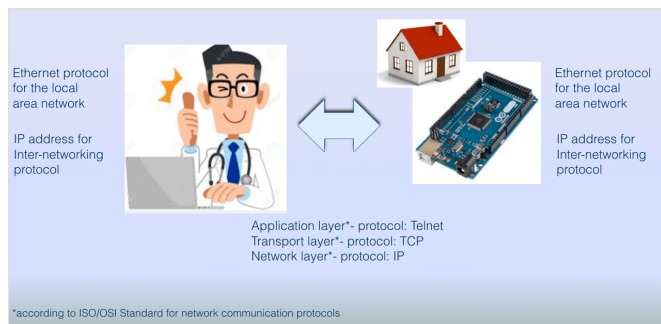 Ethernet protocol
for the local
area network
IP address for
Inter-networking
protocol
Ethernet protocol
for the local
area network
IP address for
Inter-networking
protocol
Application layer*- protocol: Telnet
Transport layer*- protocol: TCP
Network layer*- protocol: IP
*according to ISO/OSI Standard for network communication protocols